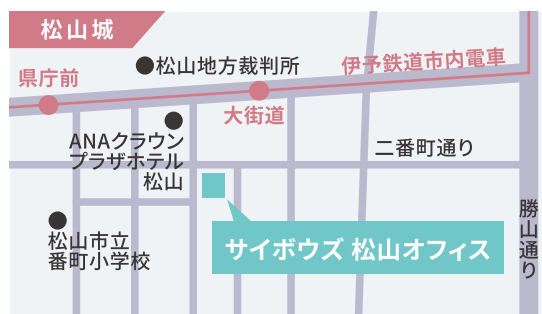 松山城
県庁前
松山地方裁判所
伊予鉄道市内電車
大街道
ANAクラウン
プラザホテル
松山
二番町通り
勝山通り
松山市立
番町小学校
サイボウズ 松山オフィス